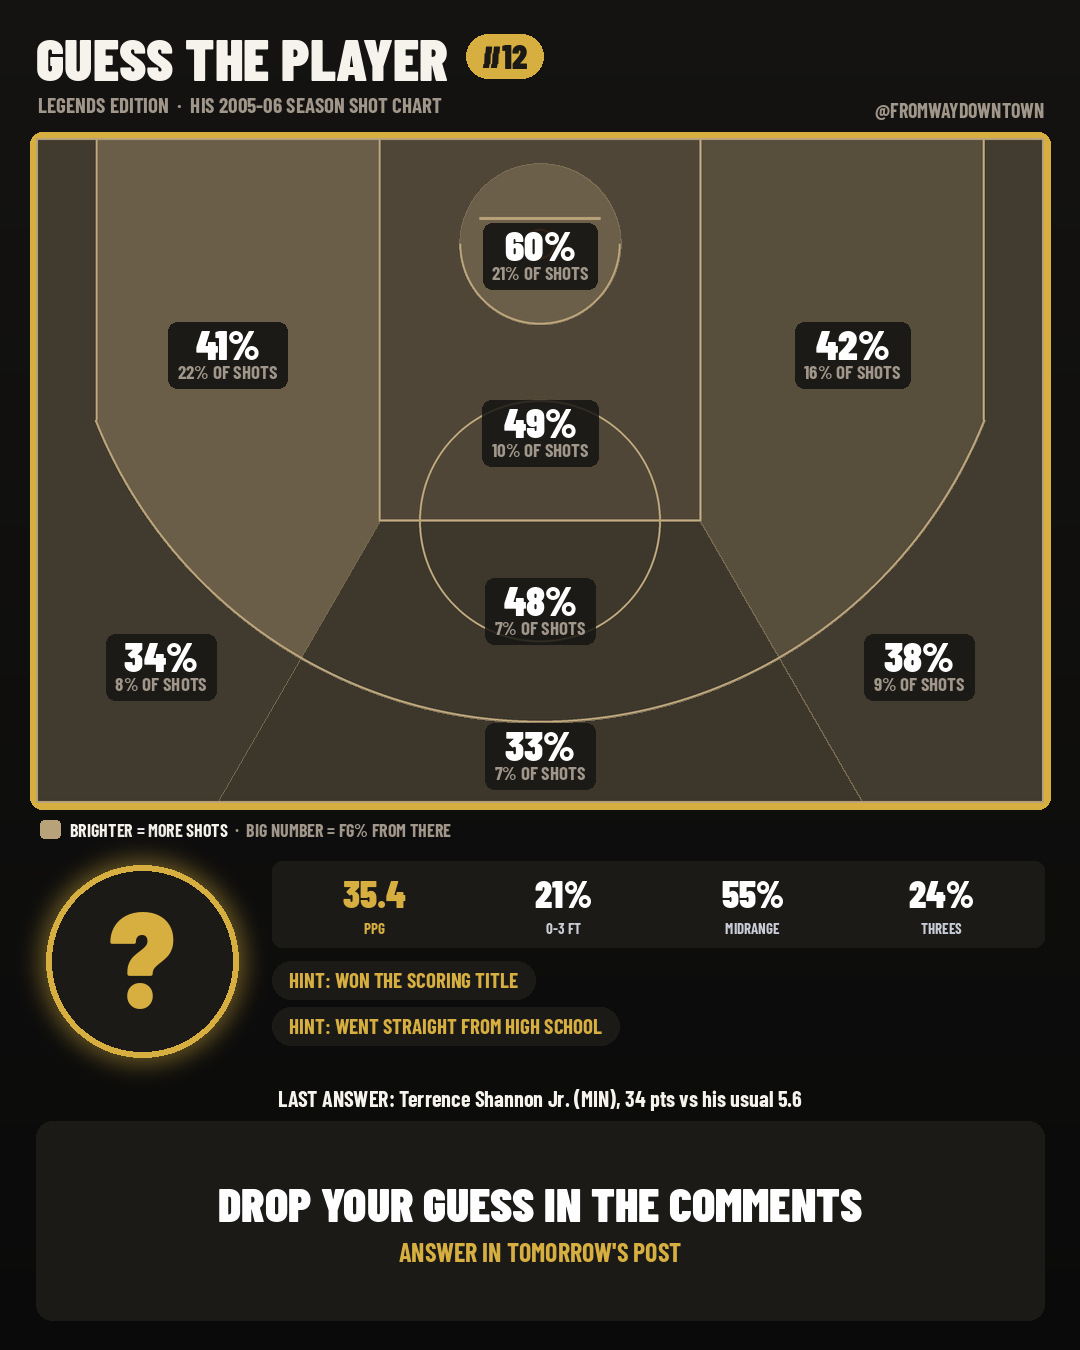 GUESS THE PLAYER #12
LEGENDS EDITION · HIS 2005-06 SEASON SHOT CHART
@FROMWAYDOWNTOWN
60%
21% OF SHOTS
41%
22% OF SHOTS
42%
16% OF SHOTS
49%
10% OF SHOTS
48%
7% OF SHOTS
34%
8% OF SHOTS
38%
9% OF SHOTS
33%
7% OF SHOTS
BRIGHTER = MORE SHOTS · BIG NUMBER = FG% FROM THERE
?
35.4
PPG
21%
0-3 FT
55%
MIDRANGE
24%
THREES
HINT: WON THE SCORING TITLE
HINT: WENT STRAIGHT FROM HIGH SCHOOL
LAST ANSWER: Terrence Shannon Jr. (MIN), 34 pts vs his usual 5.6
DROP YOUR GUESS IN THE COMMENTS
ANSWER IN TOMORROW'S POST